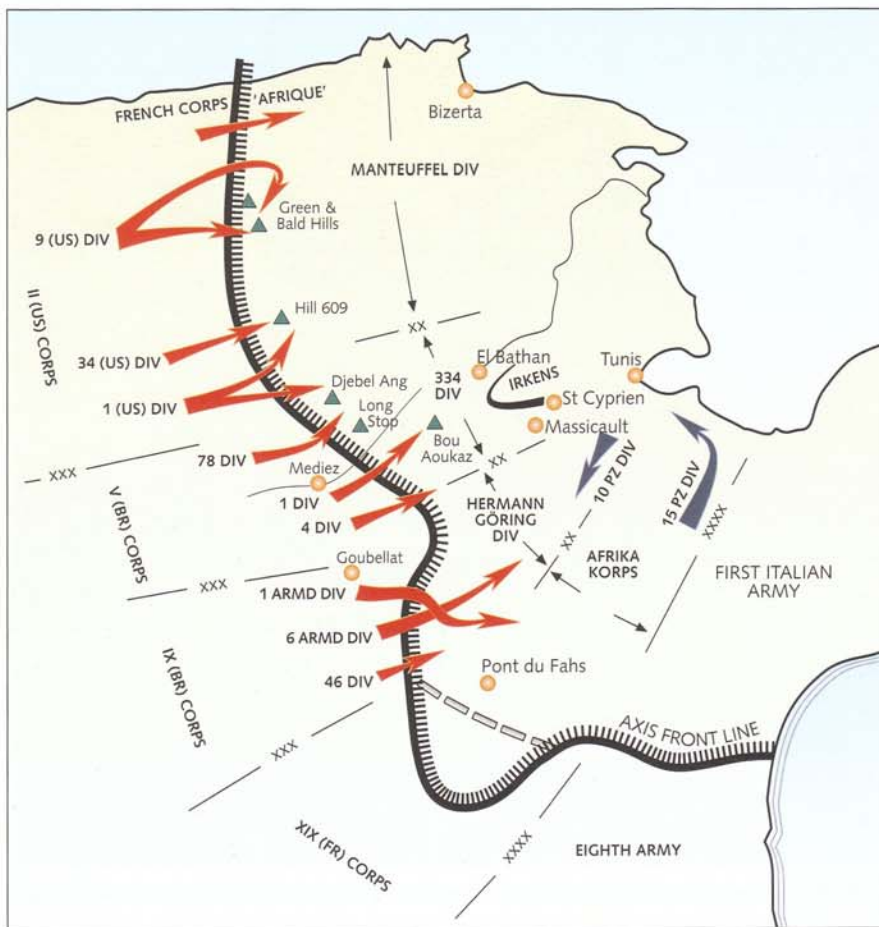 FRENCH CORPS 'AFRIQUE'
Bizerta
MANTEUFFEL DIV
Green &
Bald Hills
9 (US) DIV
II (US) CORPS
Hill 609
XX
34 (US) DIV
El Bathan
Tunis
334
DIV
IRKENS
1 (US) DIV
Djebel Ang
St Cyprien
Long
Stop
Massicault
Bou
Aoukaz
78 DIV
XX
XXX
Mediez
10 PZ DIV
15 PZ DIV
1 DIV
HERMANN
GÖRING
DIV
XXXX
4 DIV
V (BR) CORPS
XX
AFRIKA
KORPS
FIRST ITALIAN
ARMY
Goubellat
XXX
1 ARMD DIV
6 ARMD DIV
IX (BR) CORPS
46 DIV
Pont du Fahs
AXIS FRONT LINE
XXX
XIX (FR) CORPS
XXXX
EIGHTH ARMY